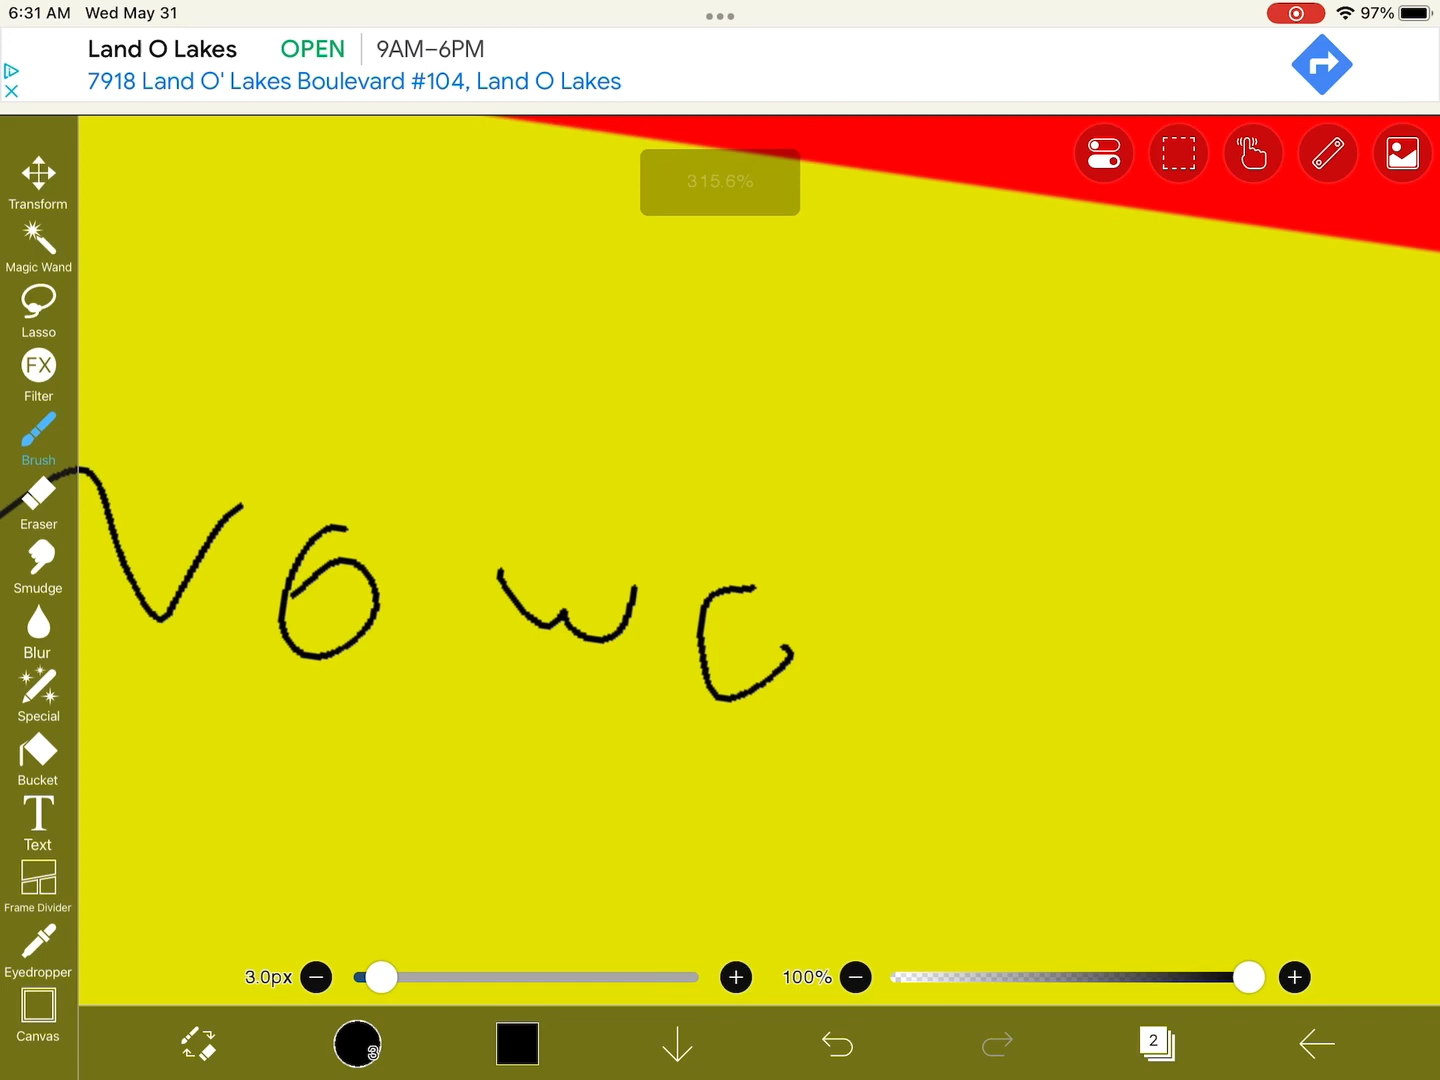 6:31 AM Wed May 31
97%
Land O Lakes OPEN 9AM–6PM
7918 Land O' Lakes Boulevard #104, Land O Lakes
315.6%
Transform
Magic Wand
Lasso
FX
Filter
Brush
Eraser
Smudge
Blur
Special
Bucket
T
Text
Frame Divider
Eyedropper
Canvas
3.0px
100%
2